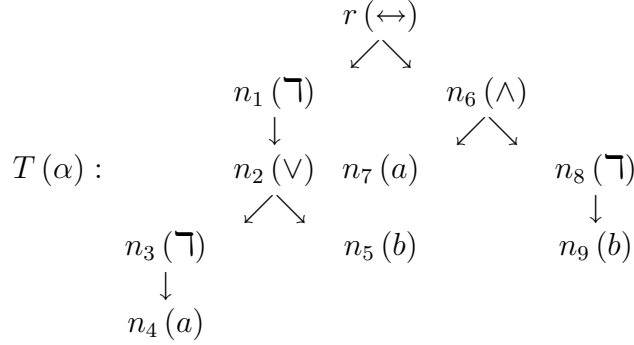 r (↔)
n₁ (ℸ) n₆ (∧)
T (α) : n₂ (∨) n₇ (a) n₈ (ℸ)
n₃ (ℸ) n₅ (b) n₉ (b)
n₄ (a)